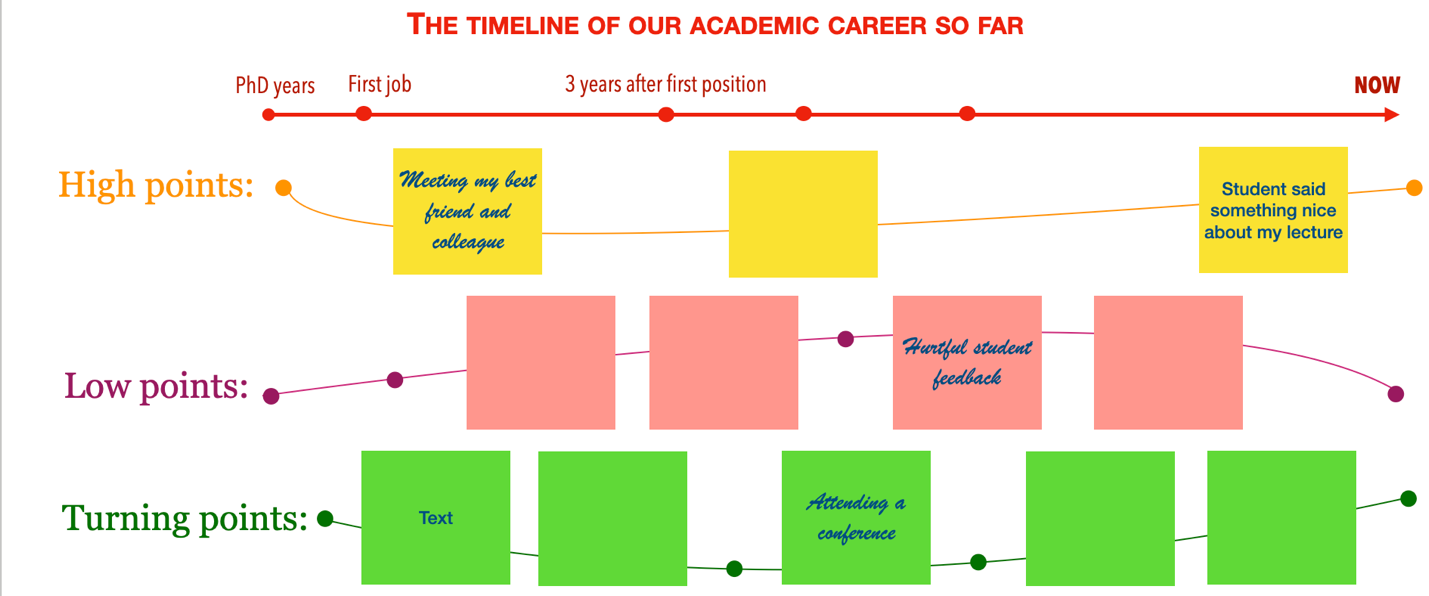 THE TIMELINE OF OUR ACADEMIC CAREER SO FAR
PhD years
First job
3 years after first position
NOW
High points:
Meeting my best
friend and
colleague
Student said
something nice
about my lecture
Low points:
Hurtful student
feedback
Turning points:
Text
Attending a
conference